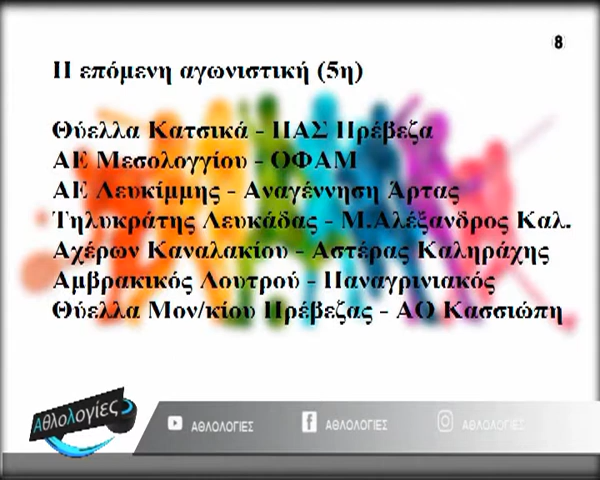 8
Η επόμενη αγωνιστική (5η)
Θύελλα Κατσικά - ΠΑΣ Πρέβεζα
ΑΕ Μεσολογγίου - ΟΦΑΜ
ΑΕ Λευκίμμης - Αναγέννηση Άρτας
Τηλυκράτης Λευκάδας - Μ.Αλέξανδρος Καλ.
Αχέρων Καναλακίου - Αστέρας Καληράχης
Αμβρακικός Λουτρού - Παναγρινιακός
Θύελλα Μον/κίου Πρέβεζας - ΑΟ Κασσιώπη
Αθλολογίες
ΑΘΛΟΛΟΓΙΕΣ ΑΘΛΟΛΟΓΙΕΣ ΑΘΛΟΛΟΓΙΕΣ